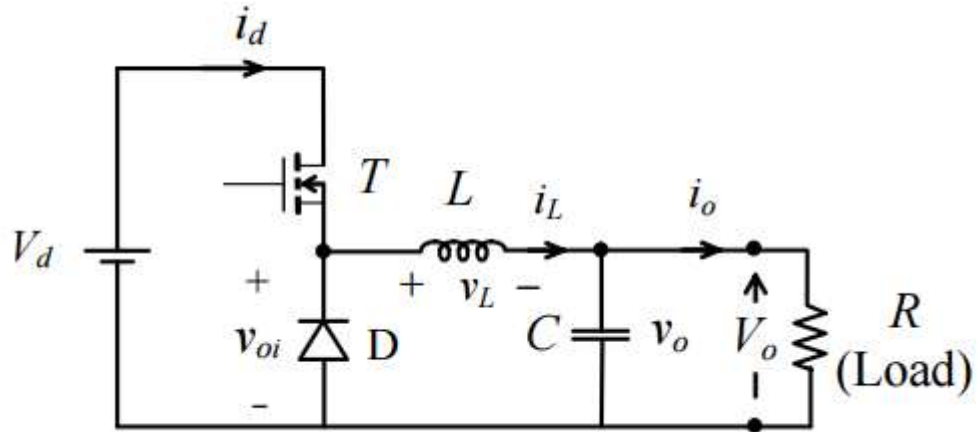 i_d
T
L
i_L
i_o
V_d
+
+ v_L −
v_oi
D
C
v_o
V_o
R
(Load)
-